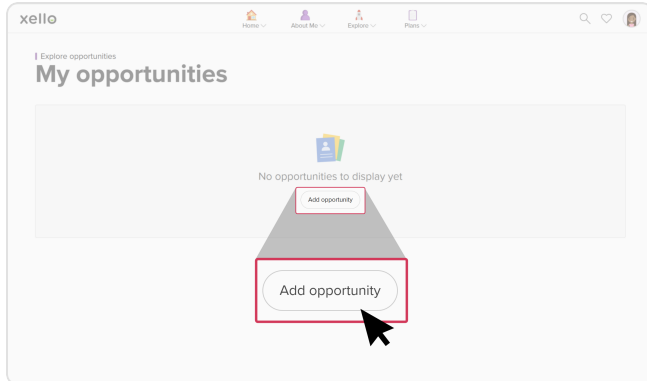 xello
Home
About Me
Explore
Plans
Explore opportunities
My opportunities
No opportunities to display yet
Add opportunity
Add opportunity